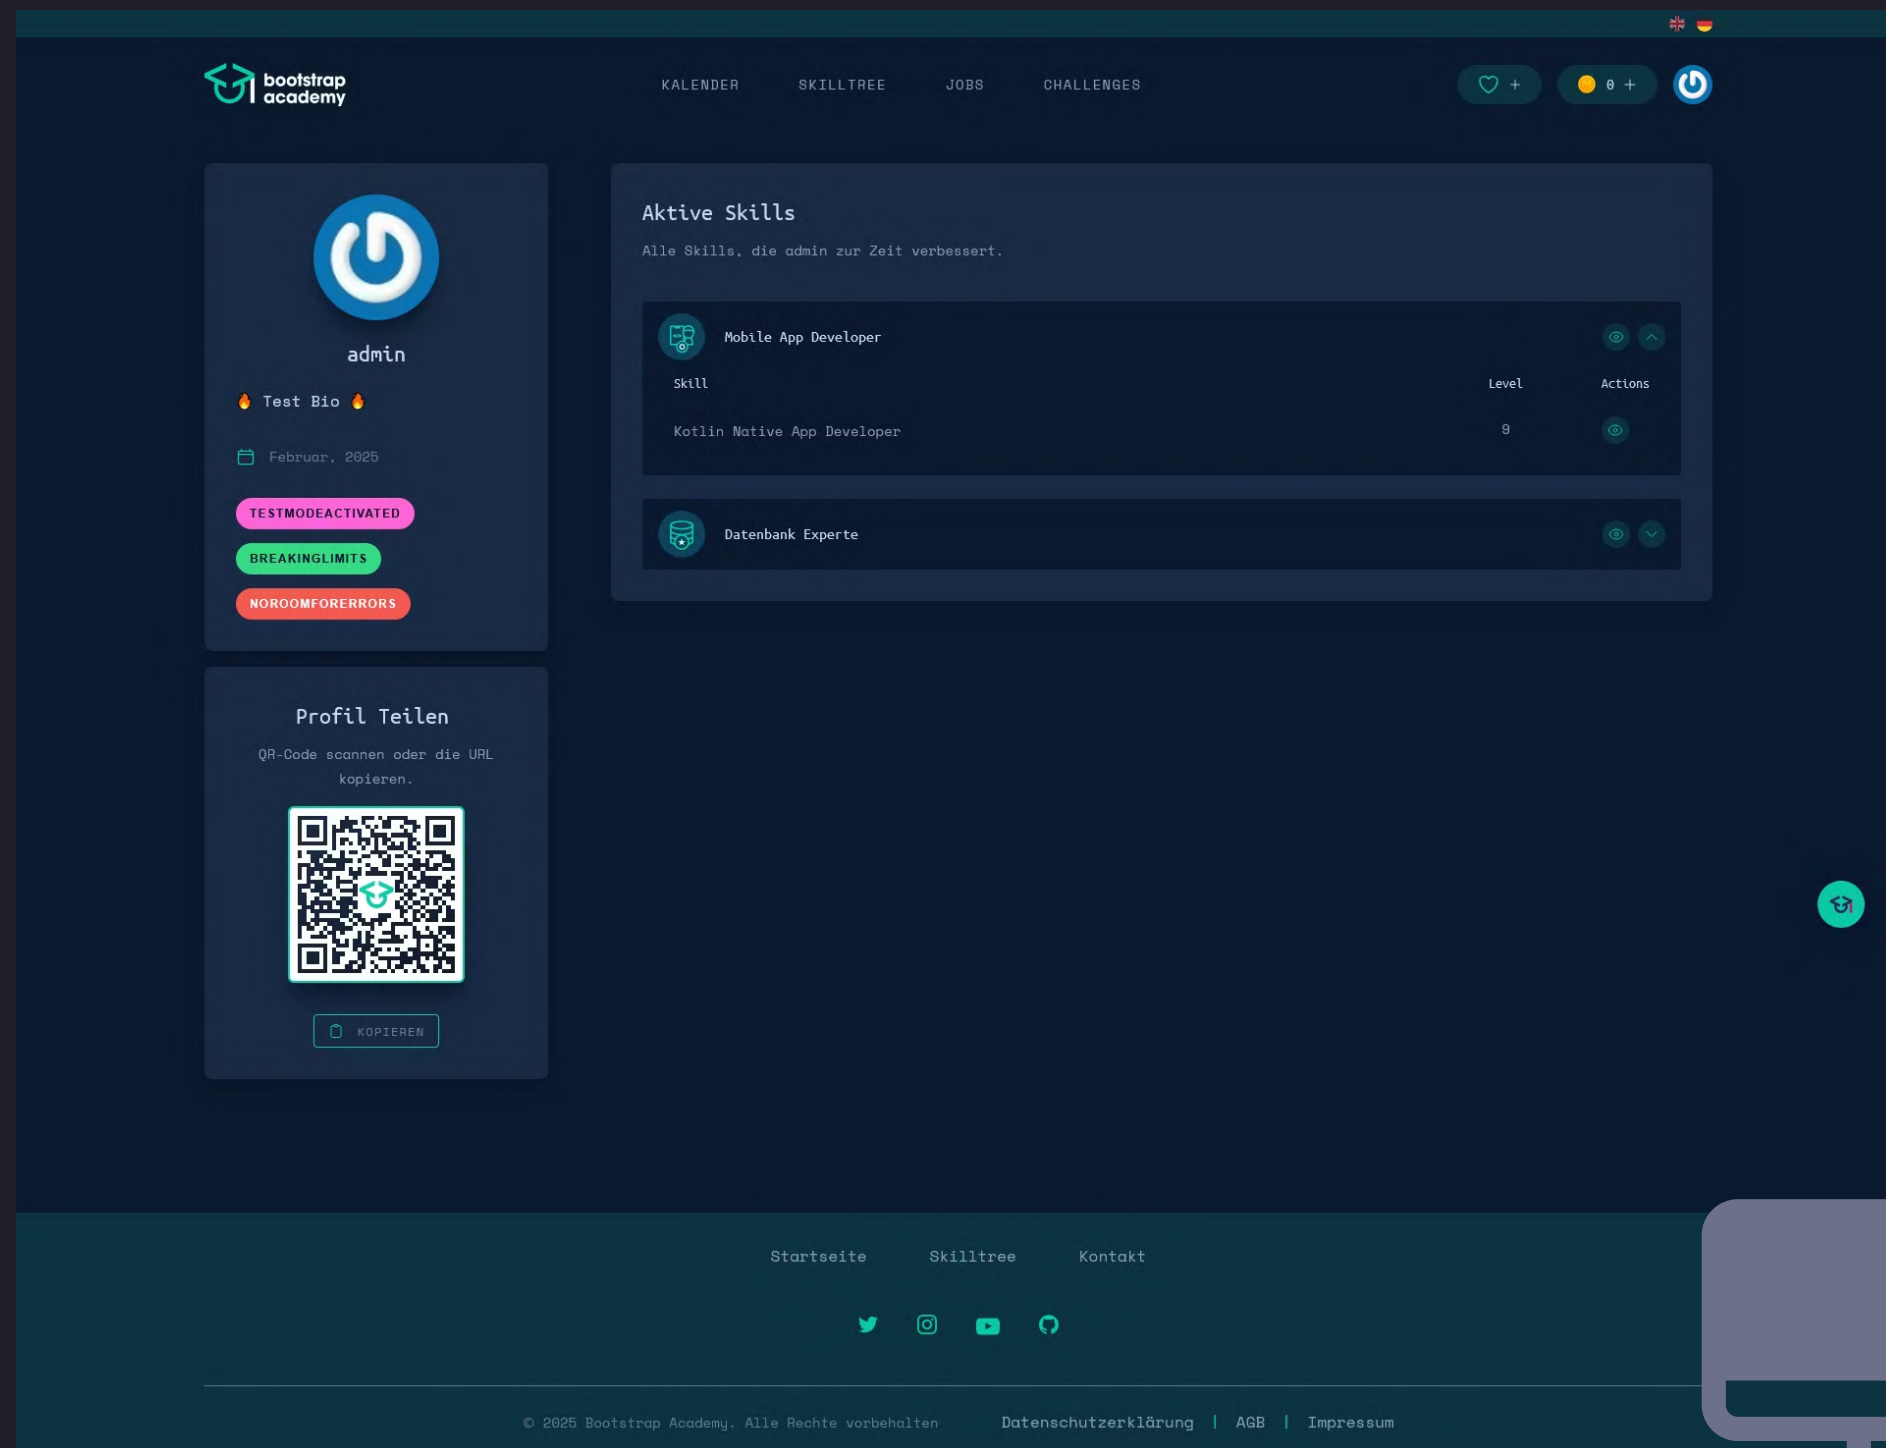 bootstrap
academy
KALENDER
SKILLTREE
JOBS
CHALLENGES
+
0 +
admin
🔥 Test Bio 🔥
Februar, 2025
TESTMODEACTIVATED
BREAKINGLIMITS
NOROOMFORERRORS
Profil Teilen
QR-Code scannen oder die URL
kopieren.
KOPIEREN
Aktive Skills
Alle Skills, die admin zur Zeit verbessert.
Mobile App Developer
Skill Level Actions
Kotlin Native App Developer 9
Datenbank Experte
Startseite
Skilltree
Kontakt
© 2025 Bootstrap Academy. Alle Rechte vorbehalten
Datenschutzerklärung | AGB | Impressum